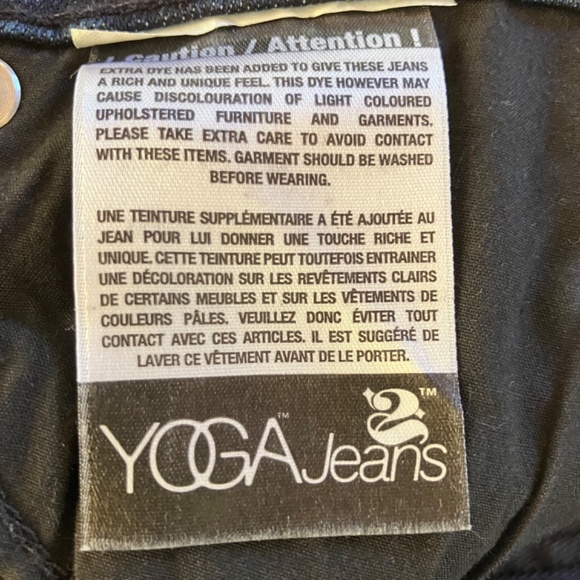 ! Caution / Attention !
EXTRA DYE HAS BEEN ADDED TO GIVE THESE JEANS
A RICH AND UNIQUE FEEL. THIS DYE HOWEVER MAY
CAUSE DISCOLOURATION OF LIGHT COLOURED
UPHOLSTERED FURNITURE AND GARMENTS.
PLEASE TAKE EXTRA CARE TO AVOID CONTACT
WITH THESE ITEMS. GARMENT SHOULD BE WASHED
BEFORE WEARING.
UNE TEINTURE SUPPLÉMENTAIRE A ÉTÉ AJOUTÉE AU
JEAN POUR LUI DONNER UNE TOUCHE RICHE ET
UNIQUE. CETTE TEINTURE PEUT TOUTEFOIS ENTRAINER
UNE DÉCOLORATION SUR LES REVÊTEMENTS CLAIRS
DE CERTAINS MEUBLES ET SUR LES VÊTEMENTS DE
COULEURS PÂLES. VEUILLEZ DONC ÉVITER TOUT
CONTACT AVEC CES ARTICLES. IL EST SUGGÉRÉ DE
LAVER CE VÊTEMENT AVANT DE LE PORTER.
2™
YOGA™ Jeans